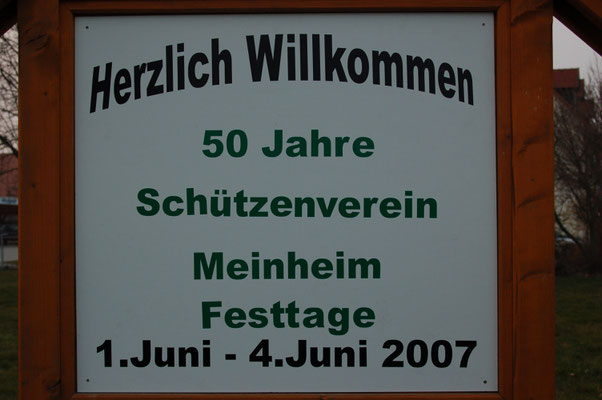 Herzlich Willkommen
50 Jahre
Schützenverein
Meinheim
Festtage
1.Juni - 4.Juni 2007